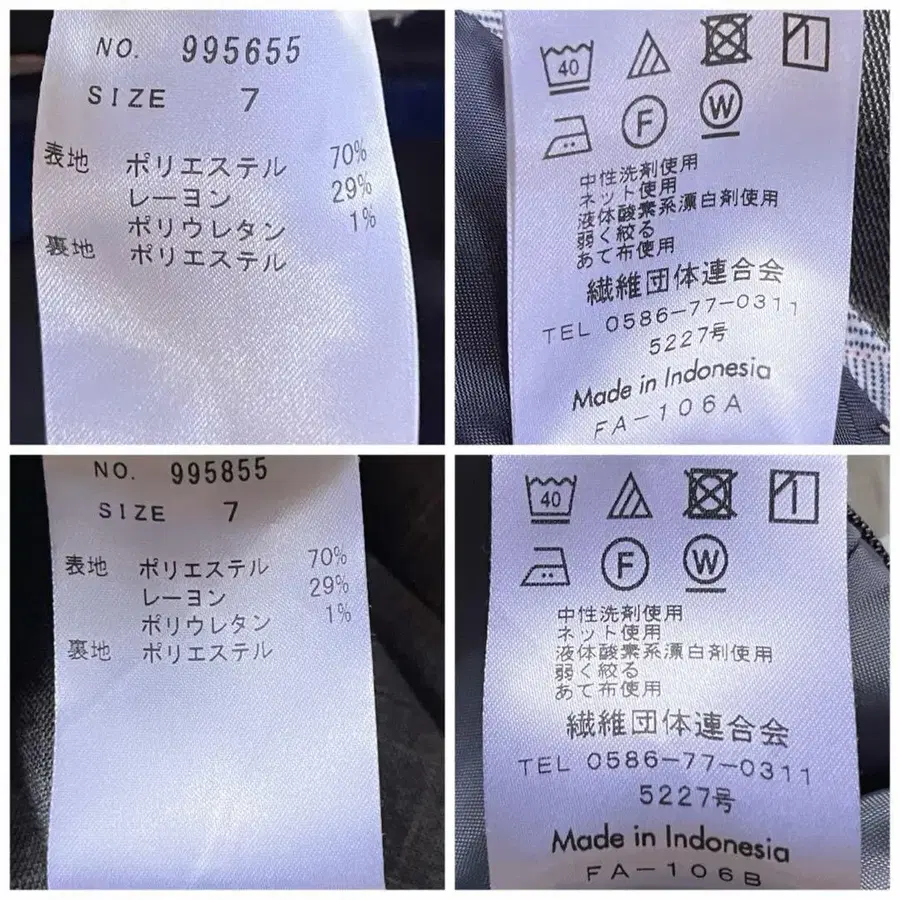 NO. 995655
SIZE 7
表地 ポリエステル 70%
レーヨン 29%
ポリウレタン 1%
裏地 ポリエステル
40
F W
中性洗剤使用
ネット使用
液体酸素系漂白剤使用
弱く絞る
あて布使用
繊維団体連合会
TEL 0586-77-0311
5227号
Made in Indonesia
FA-106A
NO. 995855
SIZE 7
表地 ポリエステル 70%
レーヨン 29%
ポリウレタン 1%
裏地 ポリエステル
40
F W
中性洗剤使用
ネット使用
液体酸素系漂白剤使用
弱く絞る
あて布使用
繊維団体連合会
TEL 0586-77-0311
5227号
Made in Indonesia
FA-106B